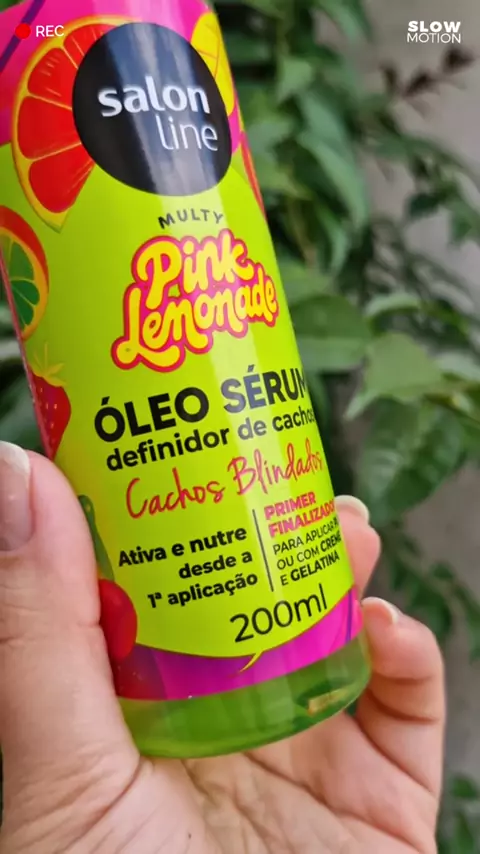 REC
SLOW
MOTION
salon
line
MULTY
Pink
Lemonade
ÓLEO SÉRUM
definidor de cachos
Cachos Blindados
Ativa e nutre
desde a
1ª aplicação
PRIMER
FINALIZADOR
PARA APLICAR
OU COM CREME
E GELATINA
200ml